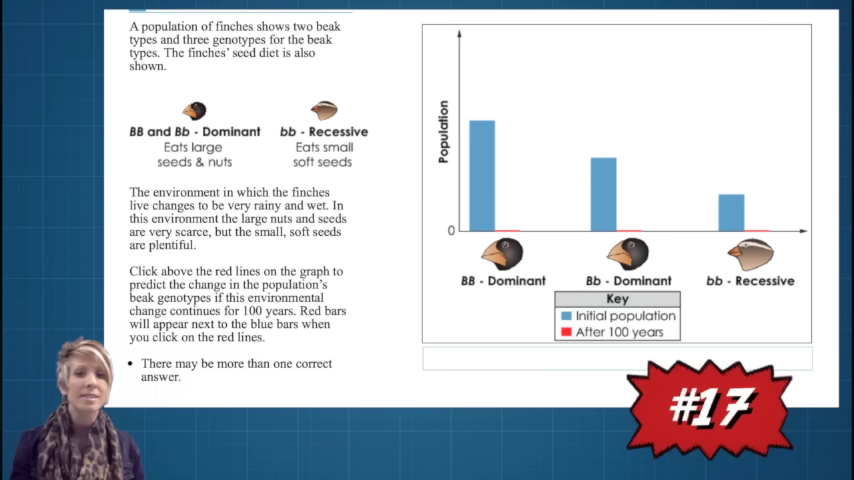 A population of finches shows two beak
types and three genotypes for the beak
types. The finches' seed diet is also
shown.
BB and Bb - Dominant
Eats large
seeds & nuts
bb - Recessive
Eats small
soft seeds
The environment in which the finches
live changes to be very rainy and wet. In
this environment the large nuts and seeds
are very scarce, but the small, soft seeds
are plentiful.
Click above the red lines on the graph to
predict the change in the population's
beak genotypes if this environmental
change continues for 100 years. Red bars
will appear next to the blue bars when
you click on the red lines.
• There may be more than one correct
answer.
Population
0
BB - Dominant
Bb - Dominant
bb - Recessive
Key
Initial population
After 100 years
#17